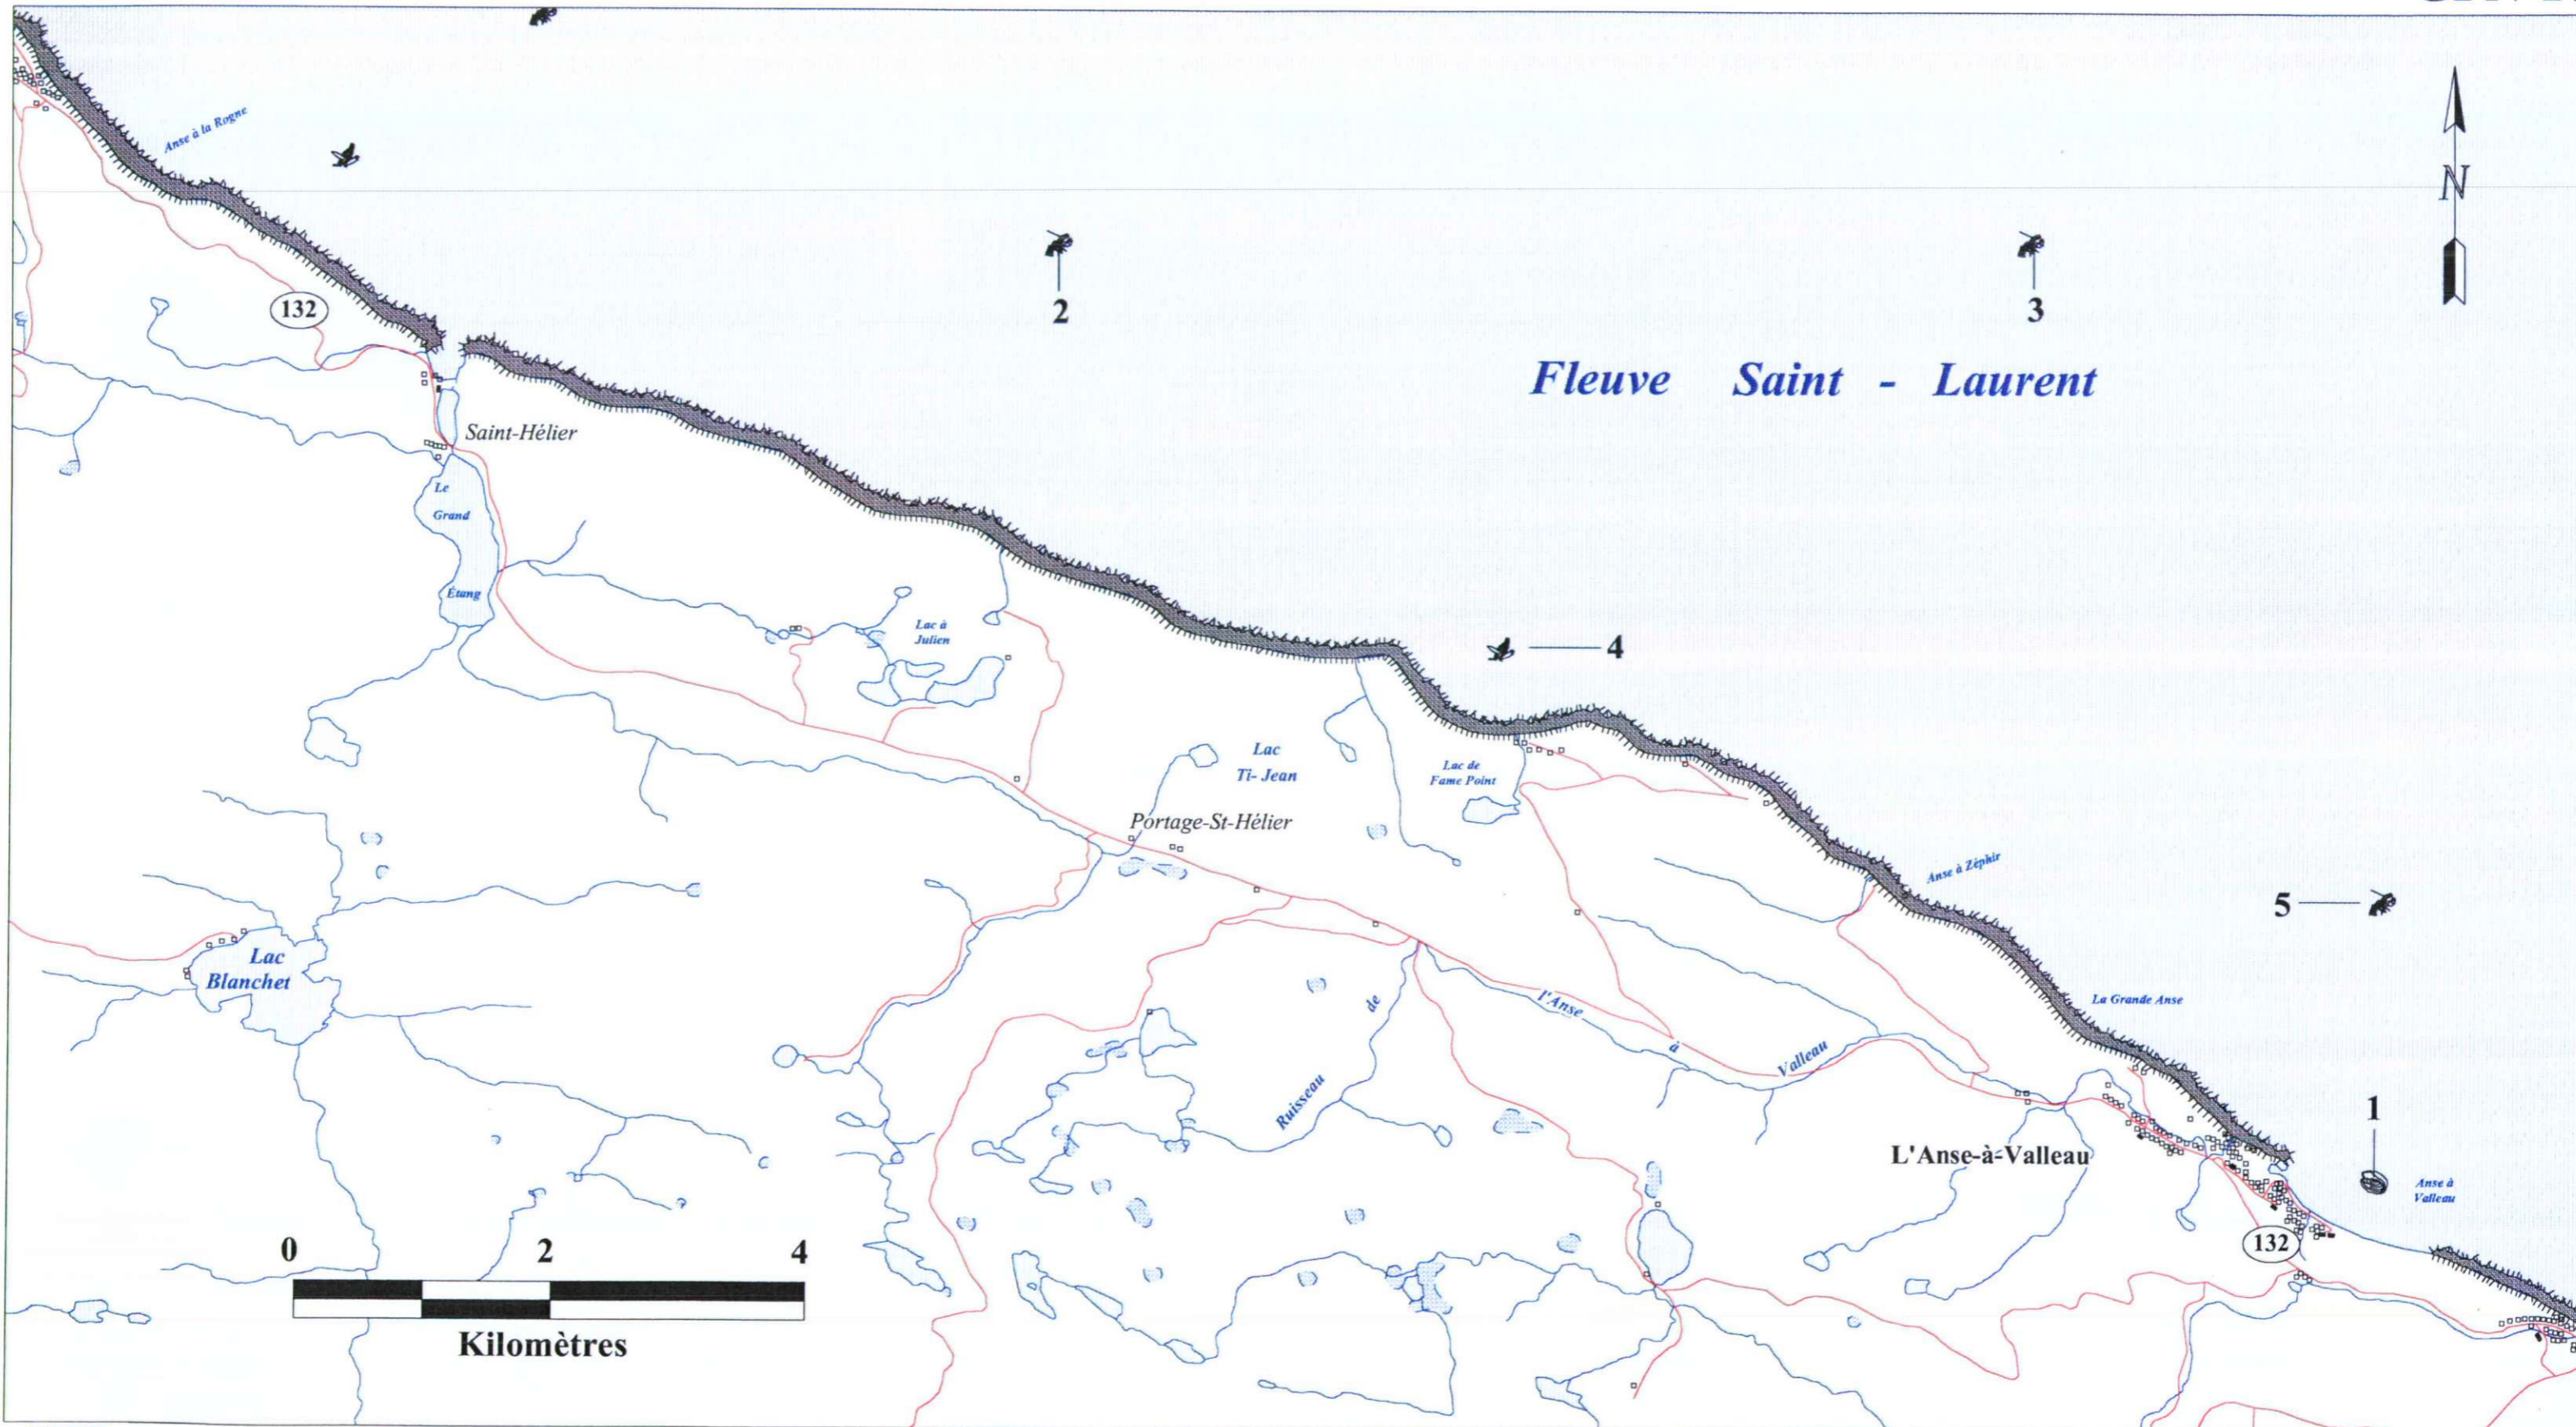 Anse à la Rogne
N
132
2
3
Fleuve Saint - Laurent
Saint-Hélier
Le
Grand
Étang
Lac à
Julien
4
Lac
Ti- Jean
Lac de
Fame Point
Portage-St-Hélier
Anse à Zéphir
5
Lac
Blanchet
La Grande Anse
Ruisseau de l'Anse à Valleau
1
L'Anse-à-Valleau
Anse à
Valleau
132
0 2 4
Kilomètres